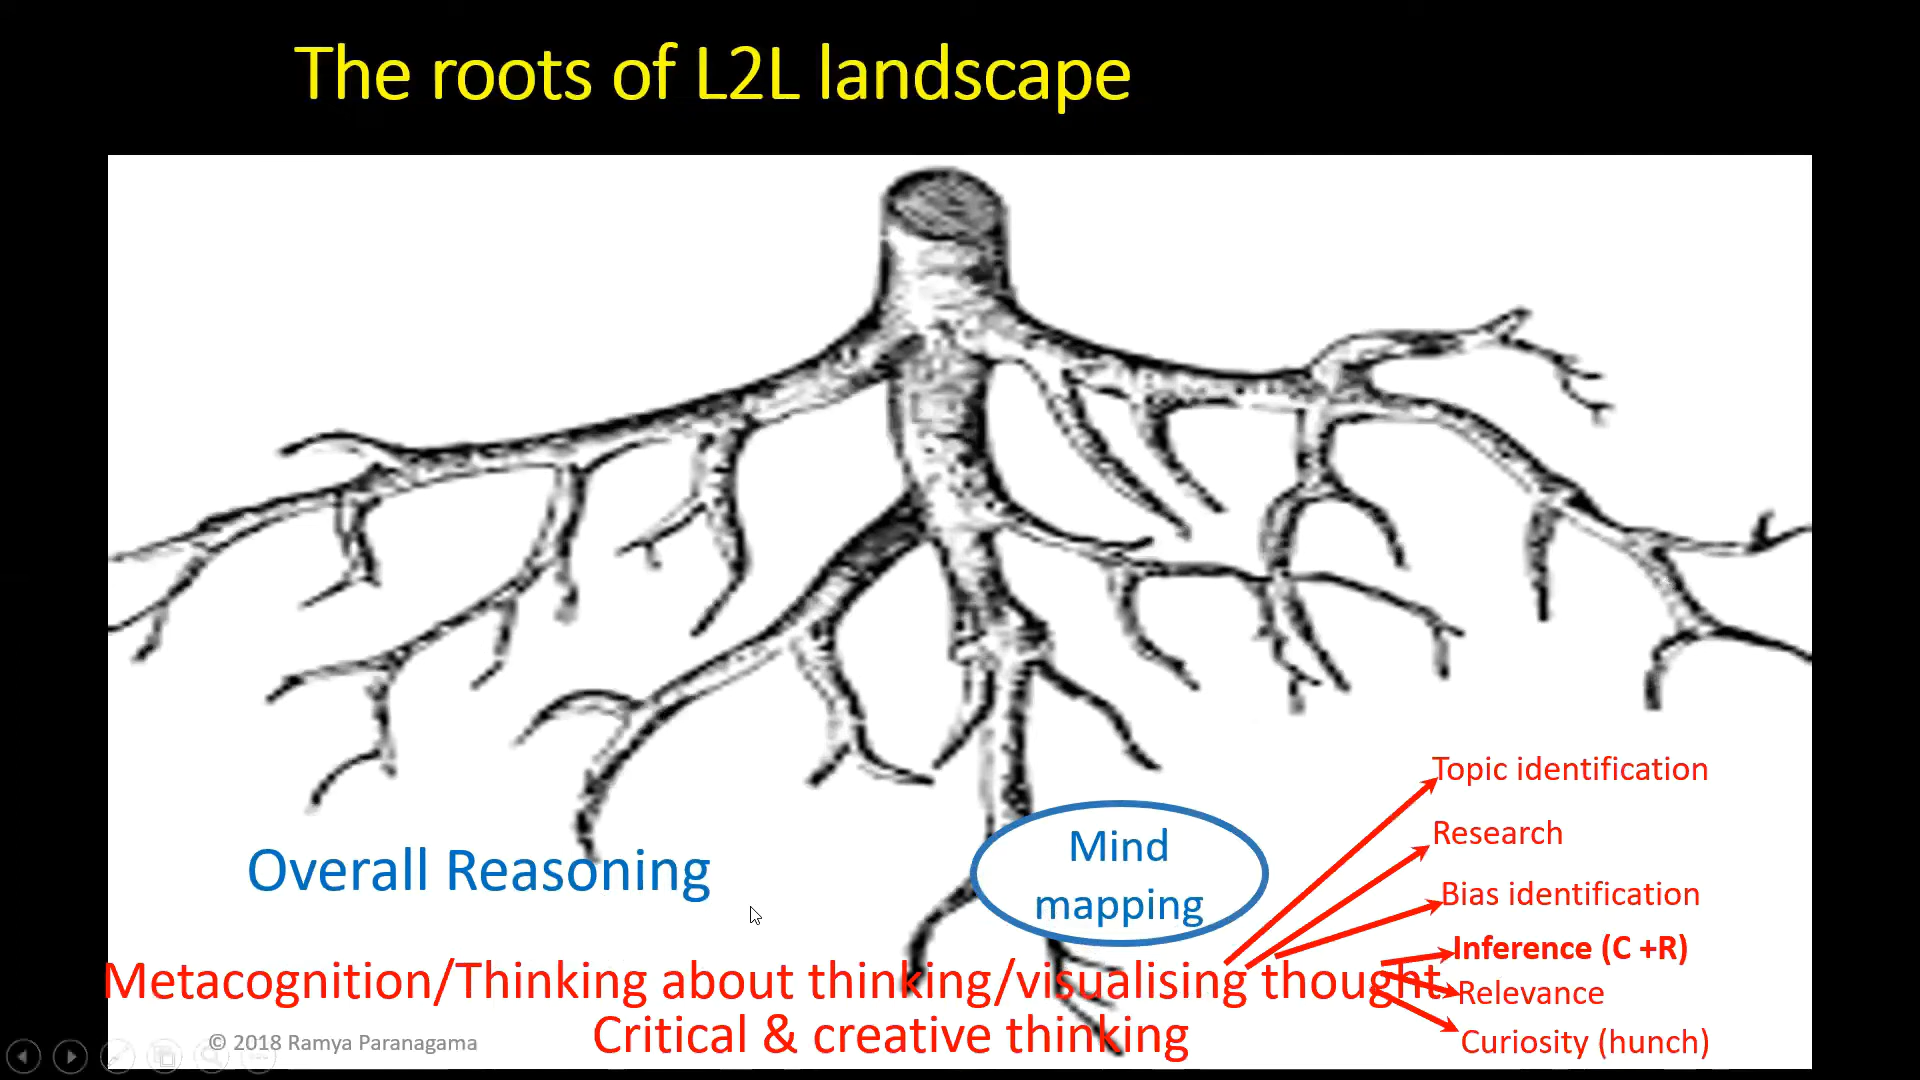 The roots of L2L landscape
Topic identification
Research
Bias identification
Inference (C +R)
Relevance
Curiosity (hunch)
Mind
mapping
Overall Reasoning
Metacognition/Thinking about thinking/visualising thought
Critical & creative thinking
© 2018 Ramya Paranagama